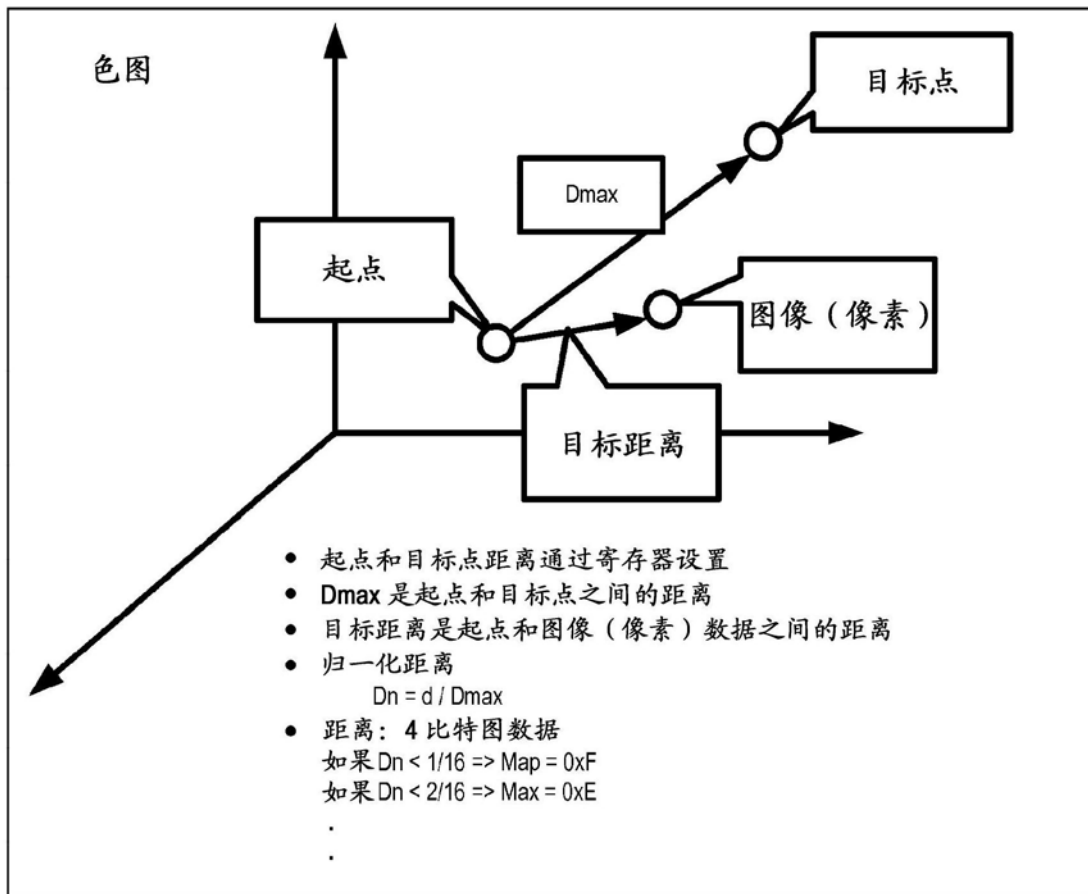 色图
目标点
Dmax
起点
图像（像素）
目标距离
• 起点和目标点距离通过寄存器设置
• Dmax 是起点和目标点之间的距离
• 目标距离是起点和图像（像素）数据之间的距离
• 归一化距离
Dn = d / Dmax
• 距离：4 比特图数据
如果 Dn < 1/16 => Map = 0xF
如果 Dn < 2/16 => Max = 0xE
.
.